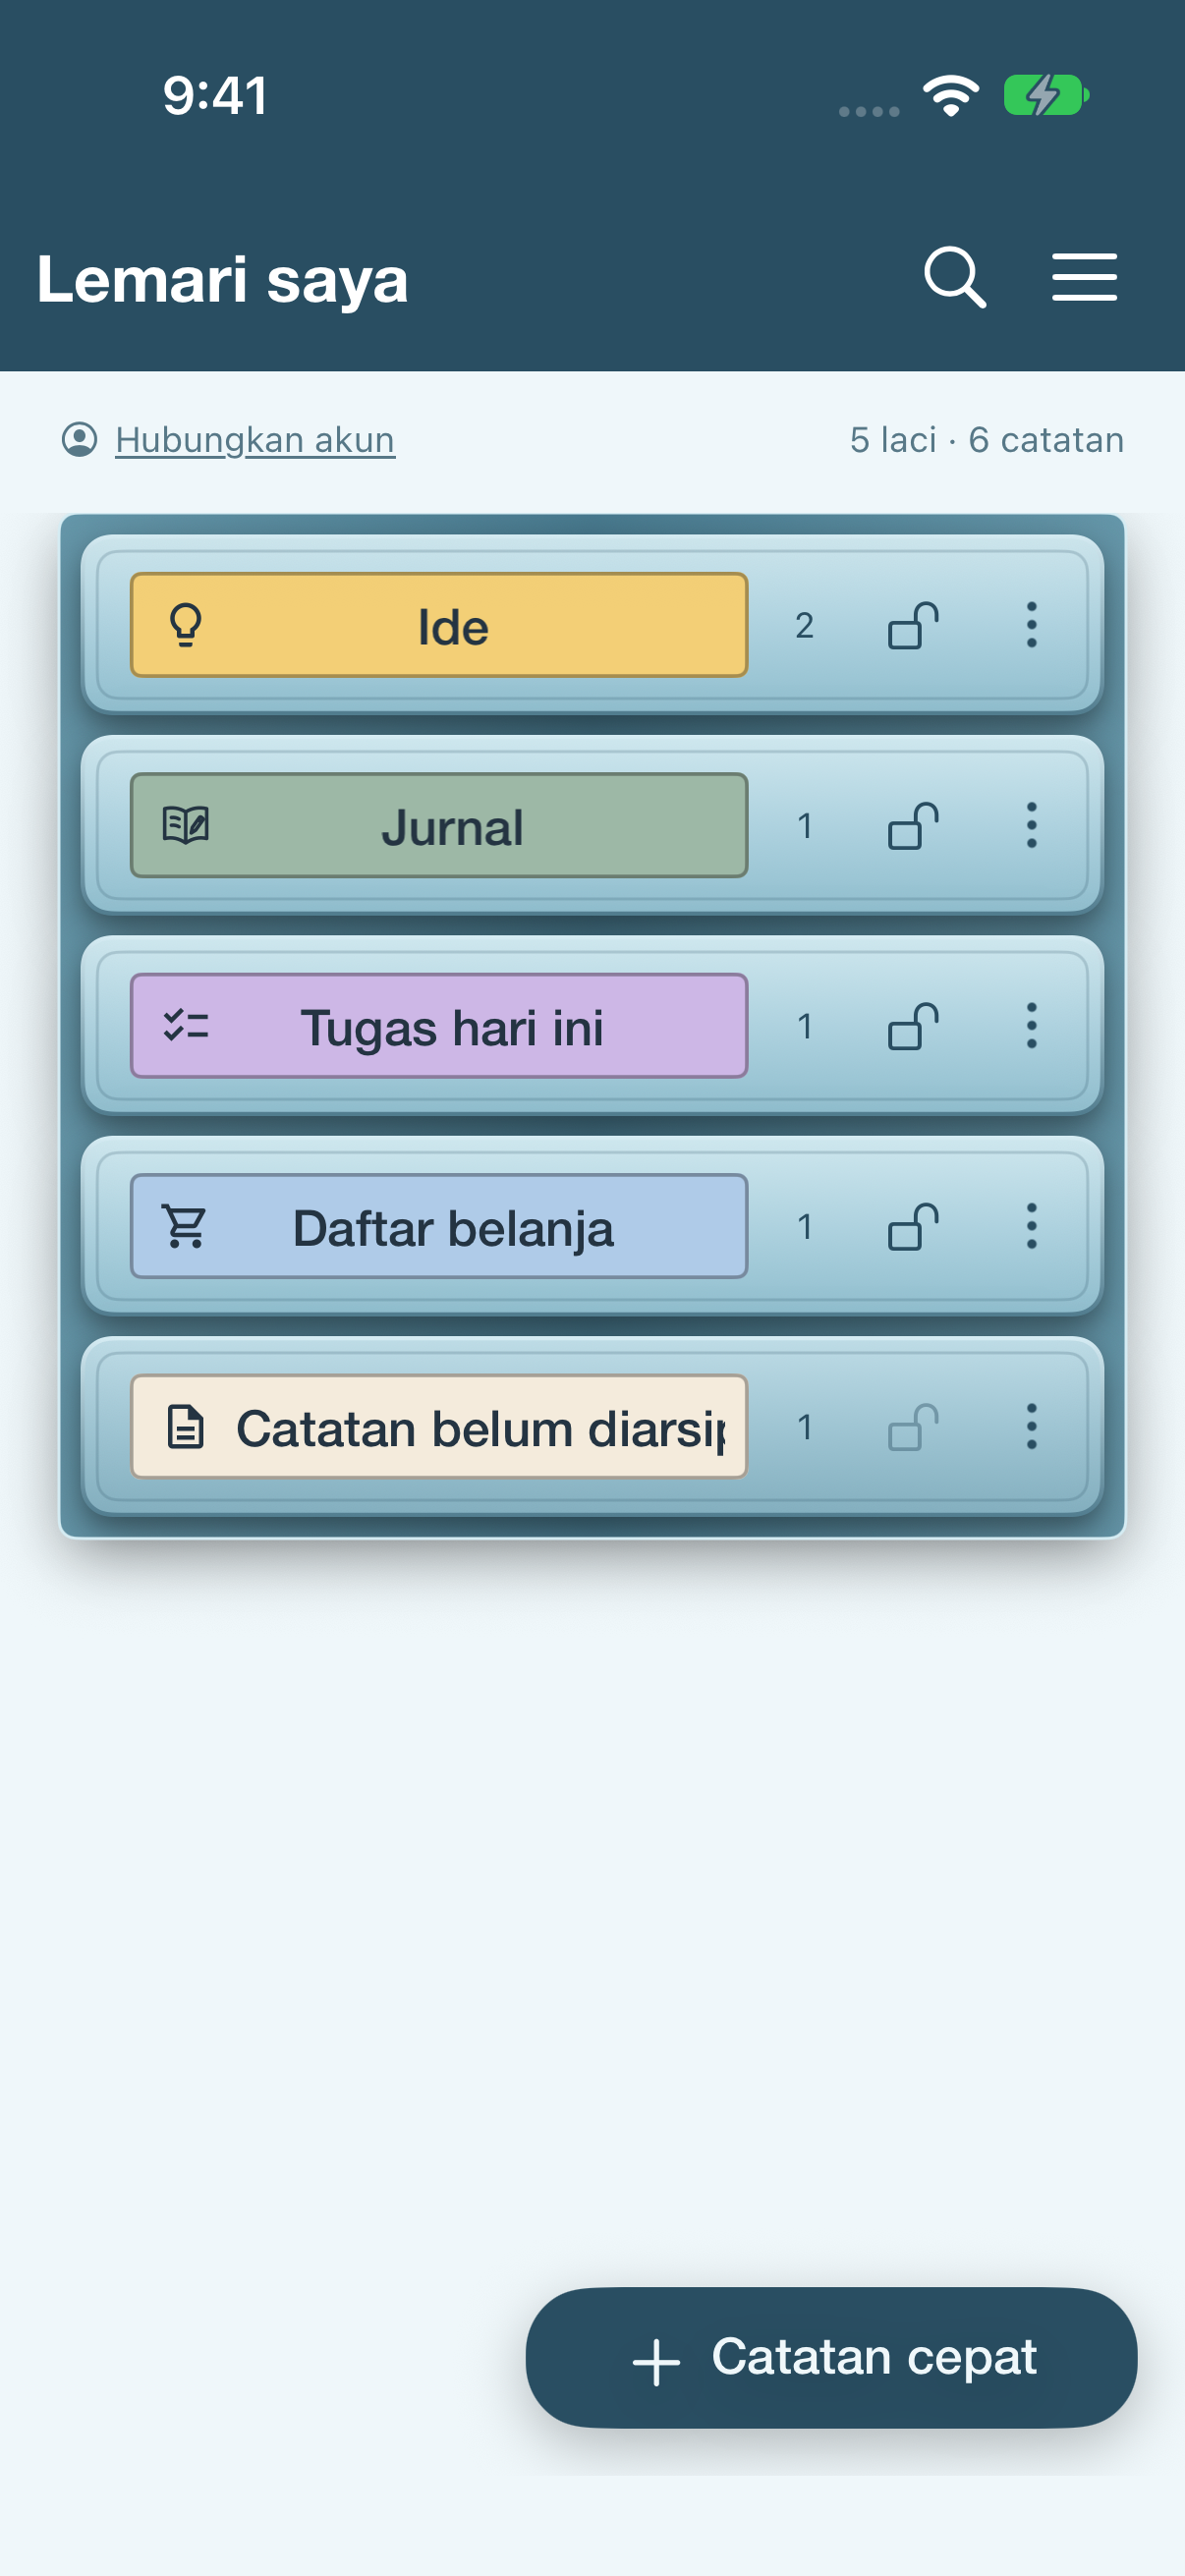 9:41
Lemari saya
Hubungkan akun
5 laci · 6 catatan
Ide
2
Jurnal
1
Tugas hari ini
1
Daftar belanja
1
Catatan belum
1
Catatan cepat